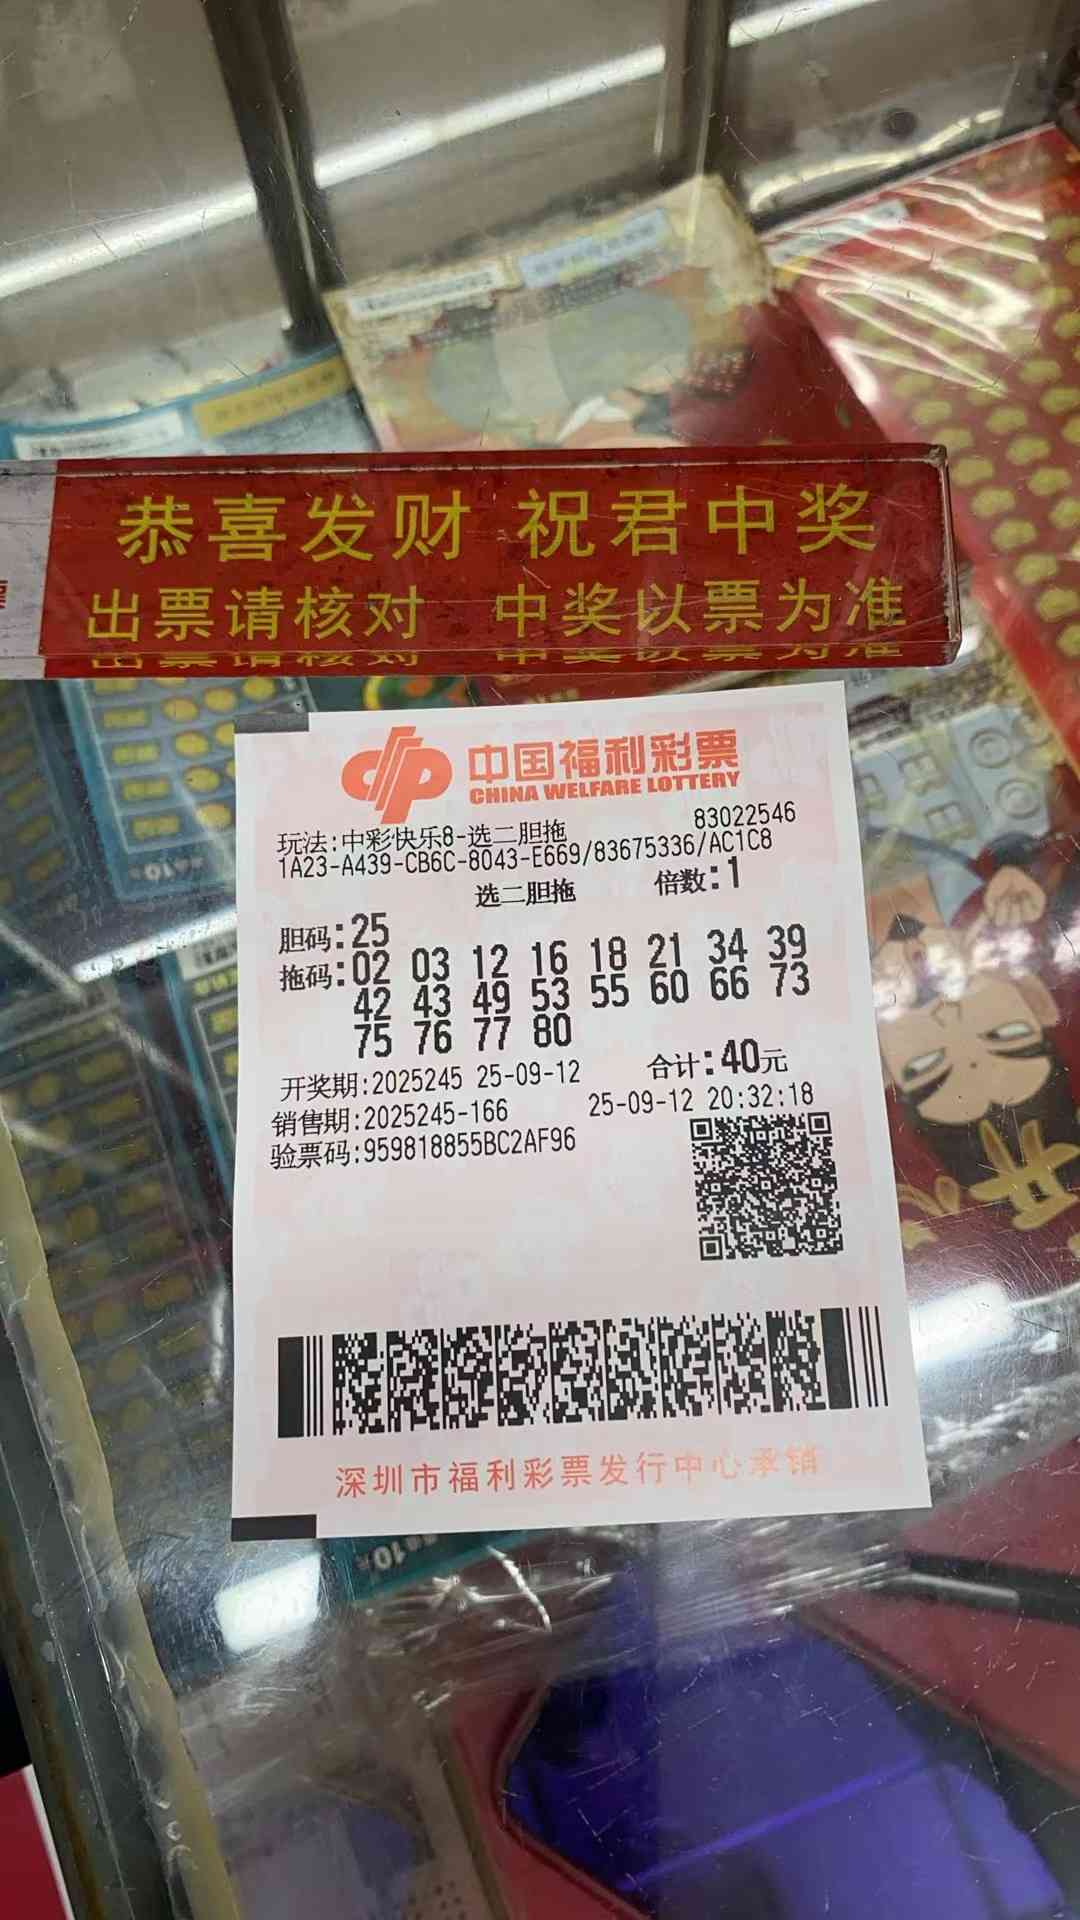 恭喜发财 祝君中奖
出票请核对 中奖以票为准
中国福利彩票
CHINA WELFARE LOTTERY
83022546
玩法:中彩快乐8-选二胆拖
1A23-A439-CB6C-8043-E669/83675336/AC1C8
选二胆拖 倍数:1
胆码:25
拖码:02 03 12 16 18 21 34 39
42 43 49 53 55 60 66 73
75 76 77 80
开奖期:2025245 25-09-12 合计:40元
销售期:2025245-166 25-09-12 20:32:18
验票码:959818855BC2AF96
深圳市福利彩票发行中心承销